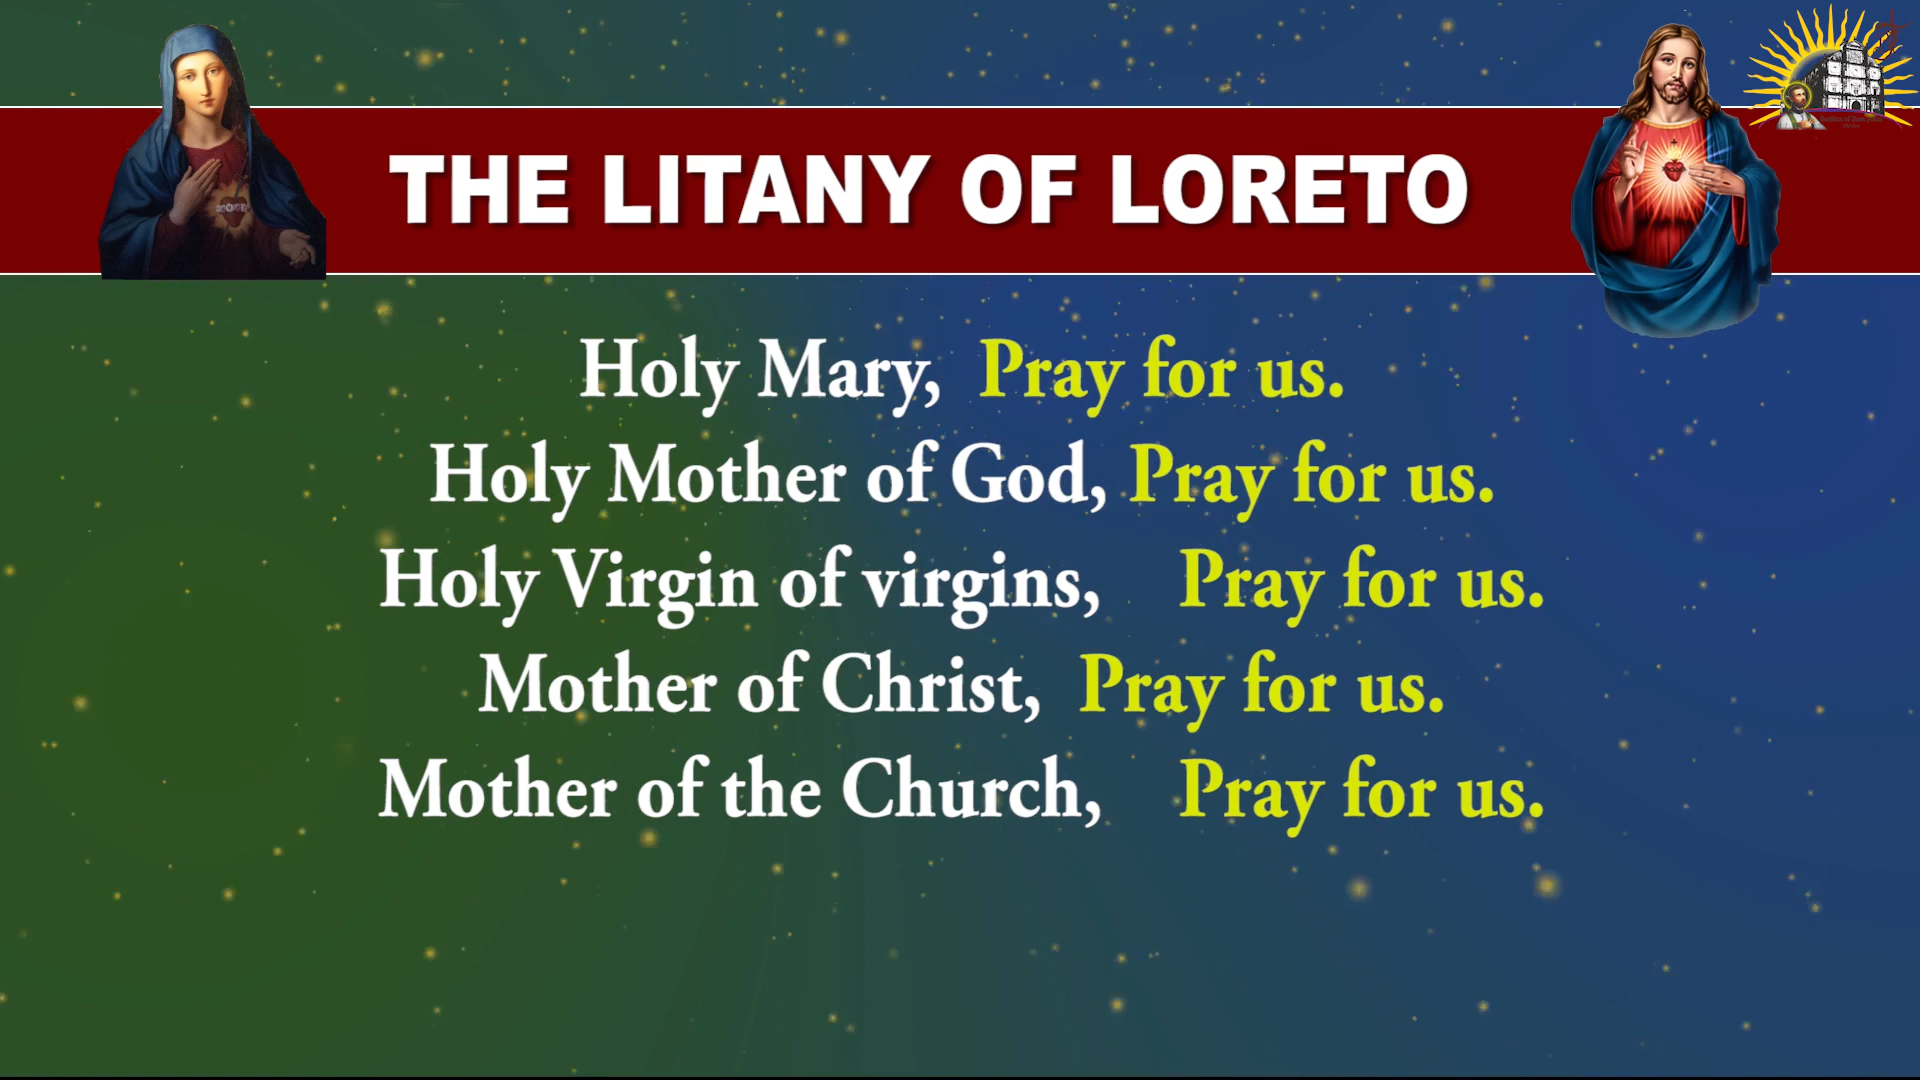 THE LITANY OF LORETO
Holy Mary, Pray for us.
Holy Mother of God, Pray for us.
Holy Virgin of virgins, Pray for us.
Mother of Christ, Pray for us.
Mother of the Church, Pray for us.